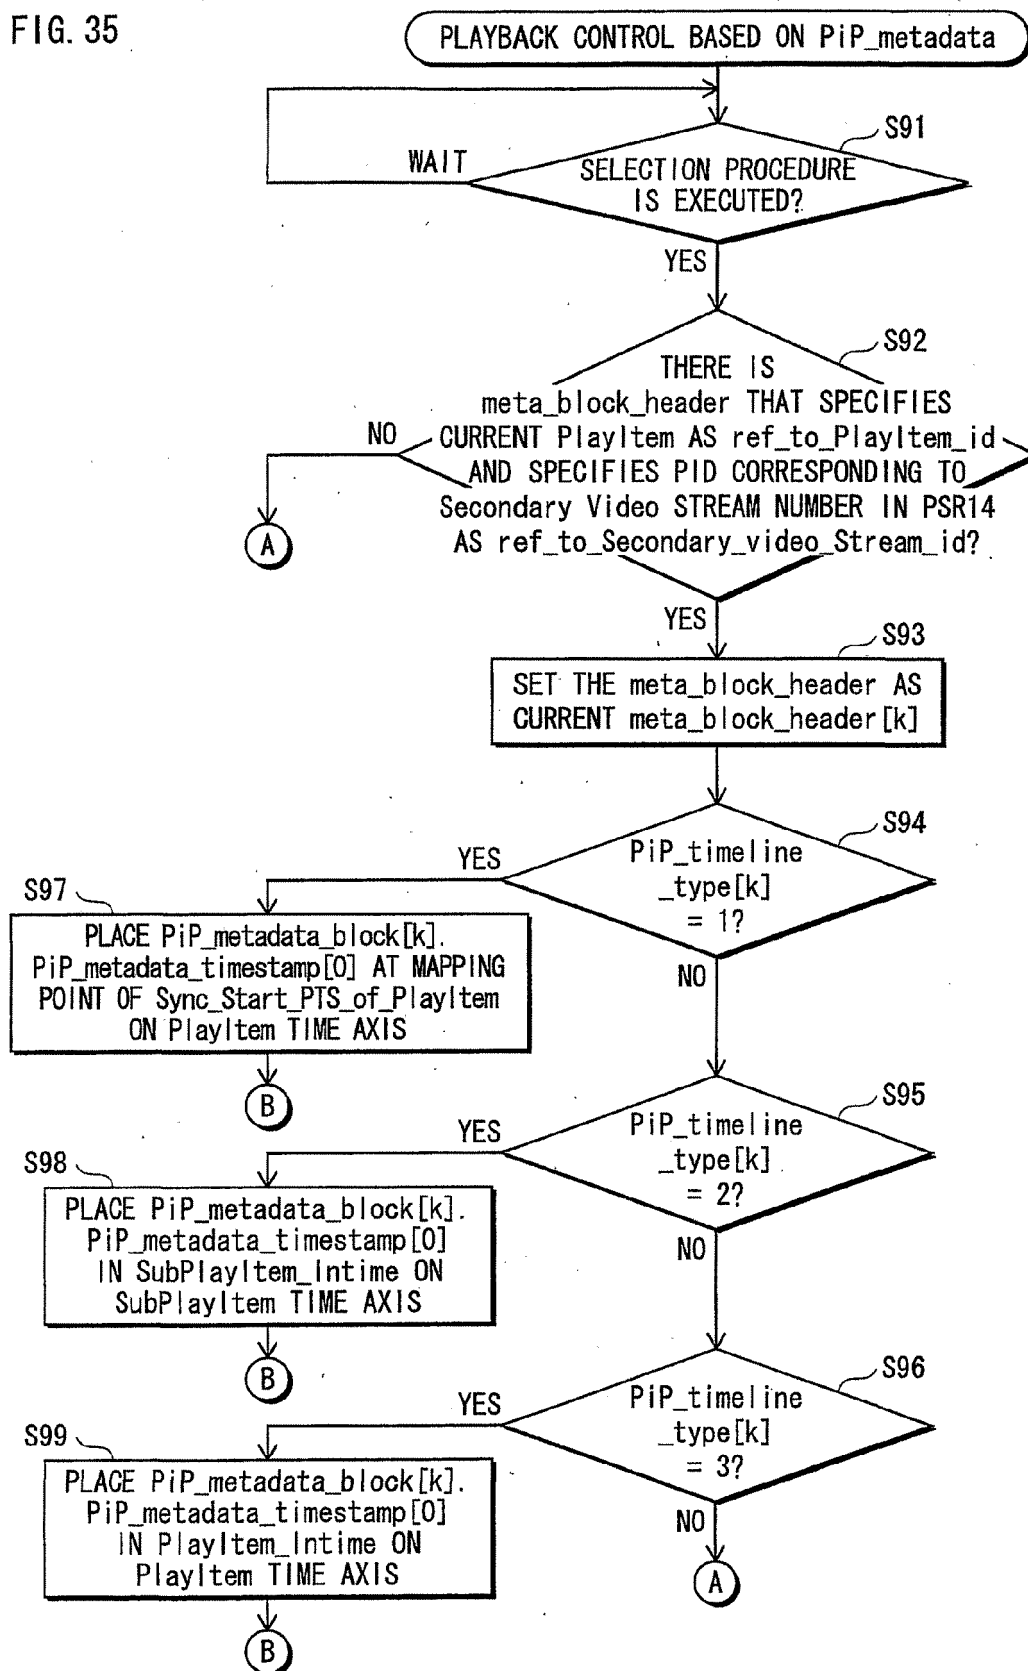 FIG. 35
PLAYBACK CONTROL BASED ON PiP_metadata
S91
WAIT
SELECTION PROCEDURE
IS EXECUTED?
YES
S92
THERE IS
meta_block_header THAT SPECIFIES
NO
CURRENT PlayItem AS ref_to_PlayItem_id
AND SPECIFIES PID CORRESPONDING TO
Secondary Video STREAM NUMBER IN PSR14
AS ref_to_Secondary_video_Stream_id?
A
YES
S93
SET THE meta_block_header AS
CURRENT meta_block_header[k]
S94
YES
PiP_timeline
_type[k]
= 1?
NO
S97
PLACE PiP_metadata_block[k].
PiP_metadata_timestamp[0] AT MAPPING
POINT OF Sync_Start_PTS_of_PlayItem
ON PlayItem TIME AXIS
B
S95
YES
PiP_timeline
_type[k]
= 2?
NO
S98
PLACE PiP_metadata_block[k].
PiP_metadata_timestamp[0]
IN SubPlayItem_Intime ON
SubPlayItem TIME AXIS
B
S96
YES
PiP_timeline
_type[k]
= 3?
NO
A
S99
PLACE PiP_metadata_block[k].
PiP_metadata_timestamp[0]
IN PlayItem_Intime ON
PlayItem TIME AXIS
B